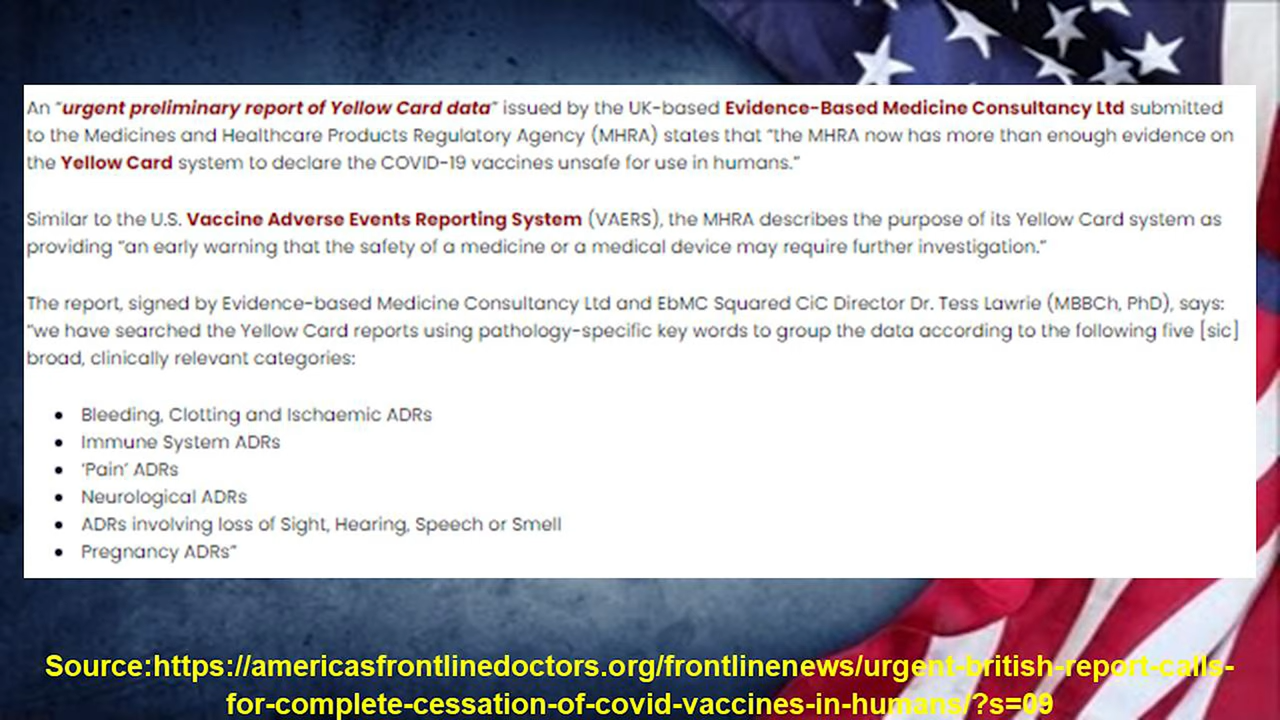 An “urgent preliminary report of Yellow Card data” issued by the UK-based Evidence-Based Medicine Consultancy Ltd submitted
to the Medicines and Healthcare Products Regulatory Agency (MHRA) states that “the MHRA now has more than enough evidence on
the Yellow Card system to declare the COVID-19 vaccines unsafe for use in humans.”
Similar to the U.S. Vaccine Adverse Events Reporting System (VAERS), the MHRA describes the purpose of its Yellow Card system as
providing “an early warning that the safety of a medicine or a medical device may require further investigation.”
The report, signed by Evidence-based Medicine Consultancy Ltd and EbMC Squared CiC Director Dr. Tess Lawrie (MBBCh, PhD), says:
“we have searched the Yellow Card reports using pathology-specific key words to group the data according to the following five [sic]
broad, clinically relevant categories:
• Bleeding, Clotting and Ischaemic ADRs
• Immune System ADRs
• ‘Pain’ ADRs
• Neurological ADRs
• ADRs involving loss of Sight, Hearing, Speech or Smell
• Pregnancy ADRs”
Source:https://americasfrontlinedoctors.org/frontlinenews/urgent-british-report-calls-
for-complete-cessation-of-covid-vaccines-in-humans/?s=09